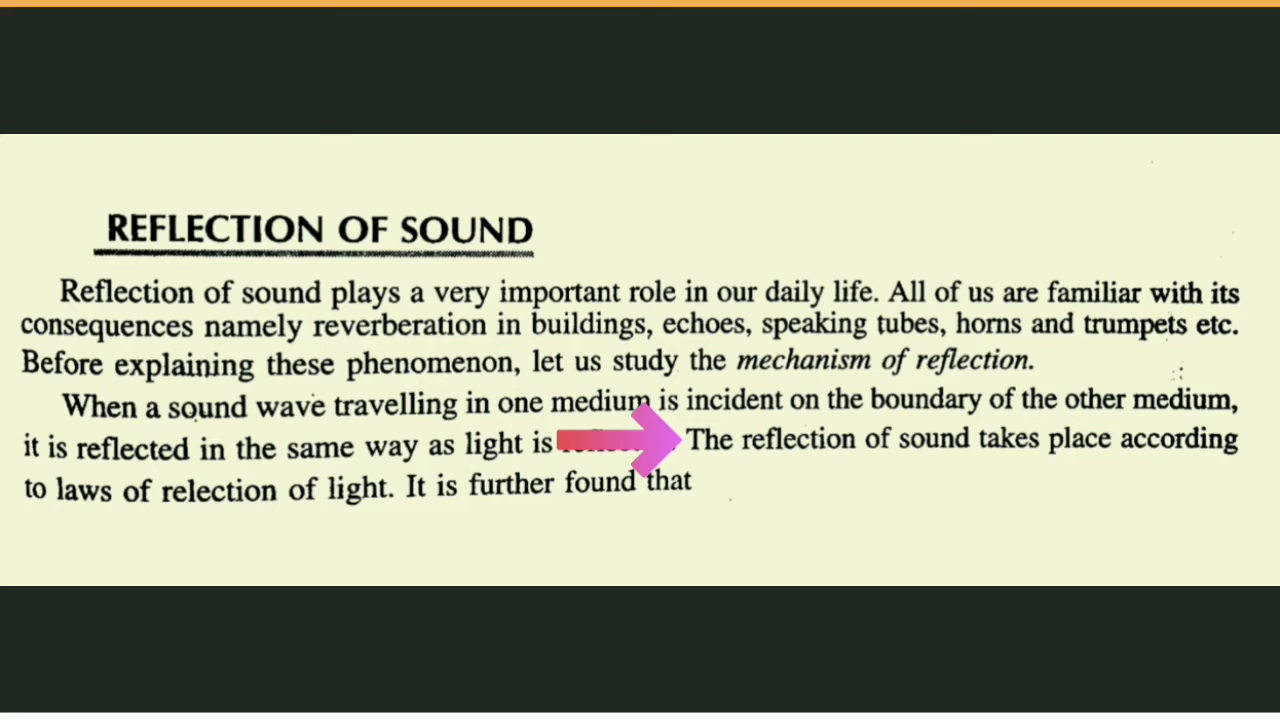 REFLECTION OF SOUND
Reflection of sound plays a very important role in our daily life. All of us are familiar with its
consequences namely reverberation in buildings, echoes, speaking tubes, horns and trumpets etc.
Before explaining these phenomenon, let us study the mechanism of reflection.
When a sound wave travelling in one medium is incident on the boundary of the other medium,
it is reflected in the same way as light is The reflection of sound takes place according
to laws of relection of light. It is further found that